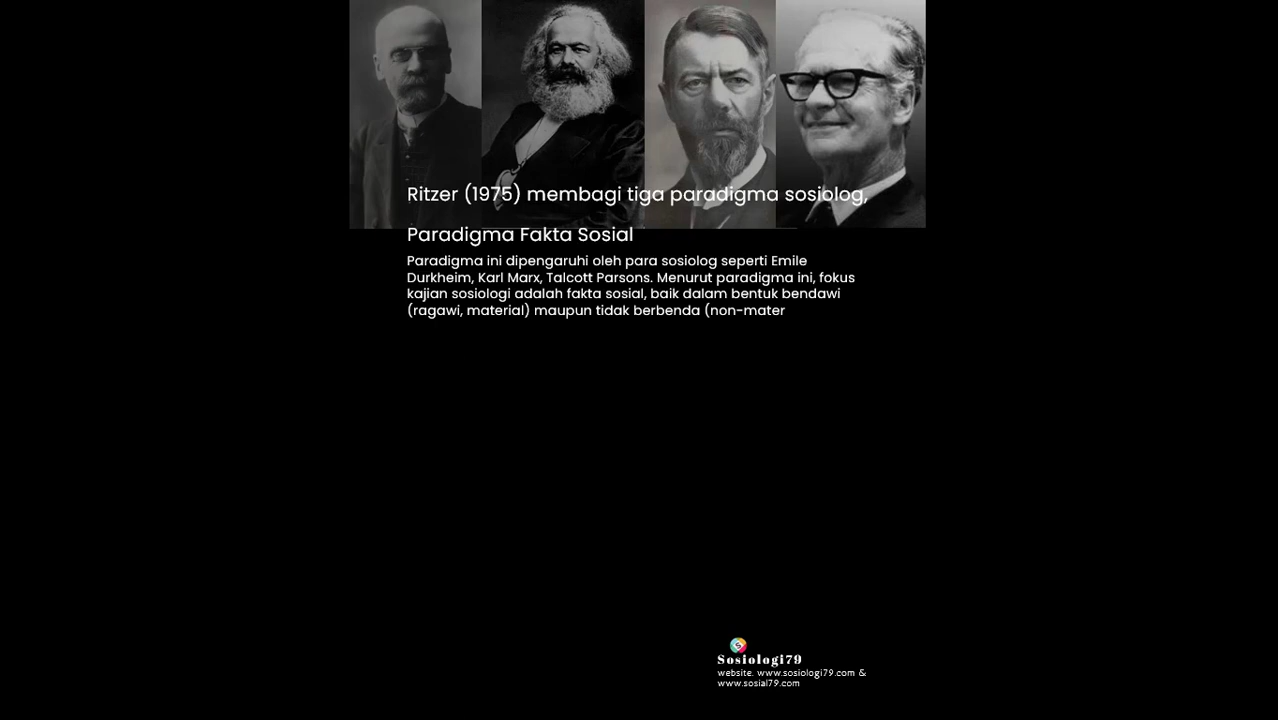 Ritzer (1975) membagi tiga paradigma sosiolog,
Paradigma Fakta Sosial
Paradigma ini dipengaruhi oleh para sosiolog seperti Emile
Durkheim, Karl Marx, Talcott Parsons. Menurut paradigma ini, fokus
kajian sosiologi adalah fakta sosial, baik dalam bentuk bendawi
(ragawi, material) maupun tidak berbenda (non-mater
Sosiologi79
website. www.sosiologi79.com &
www.sosial79.com